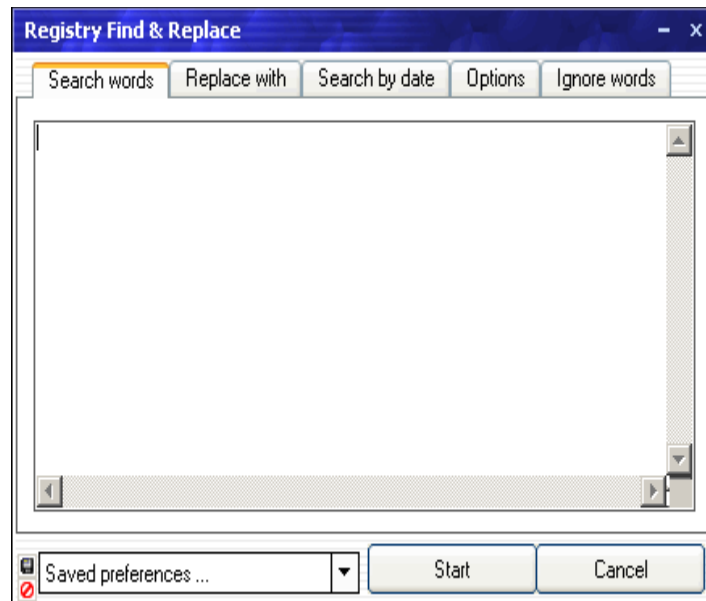 Registry Find & Replace
Search words Replace with Search by date Options Ignore words
Saved preferences ... Start Cancel